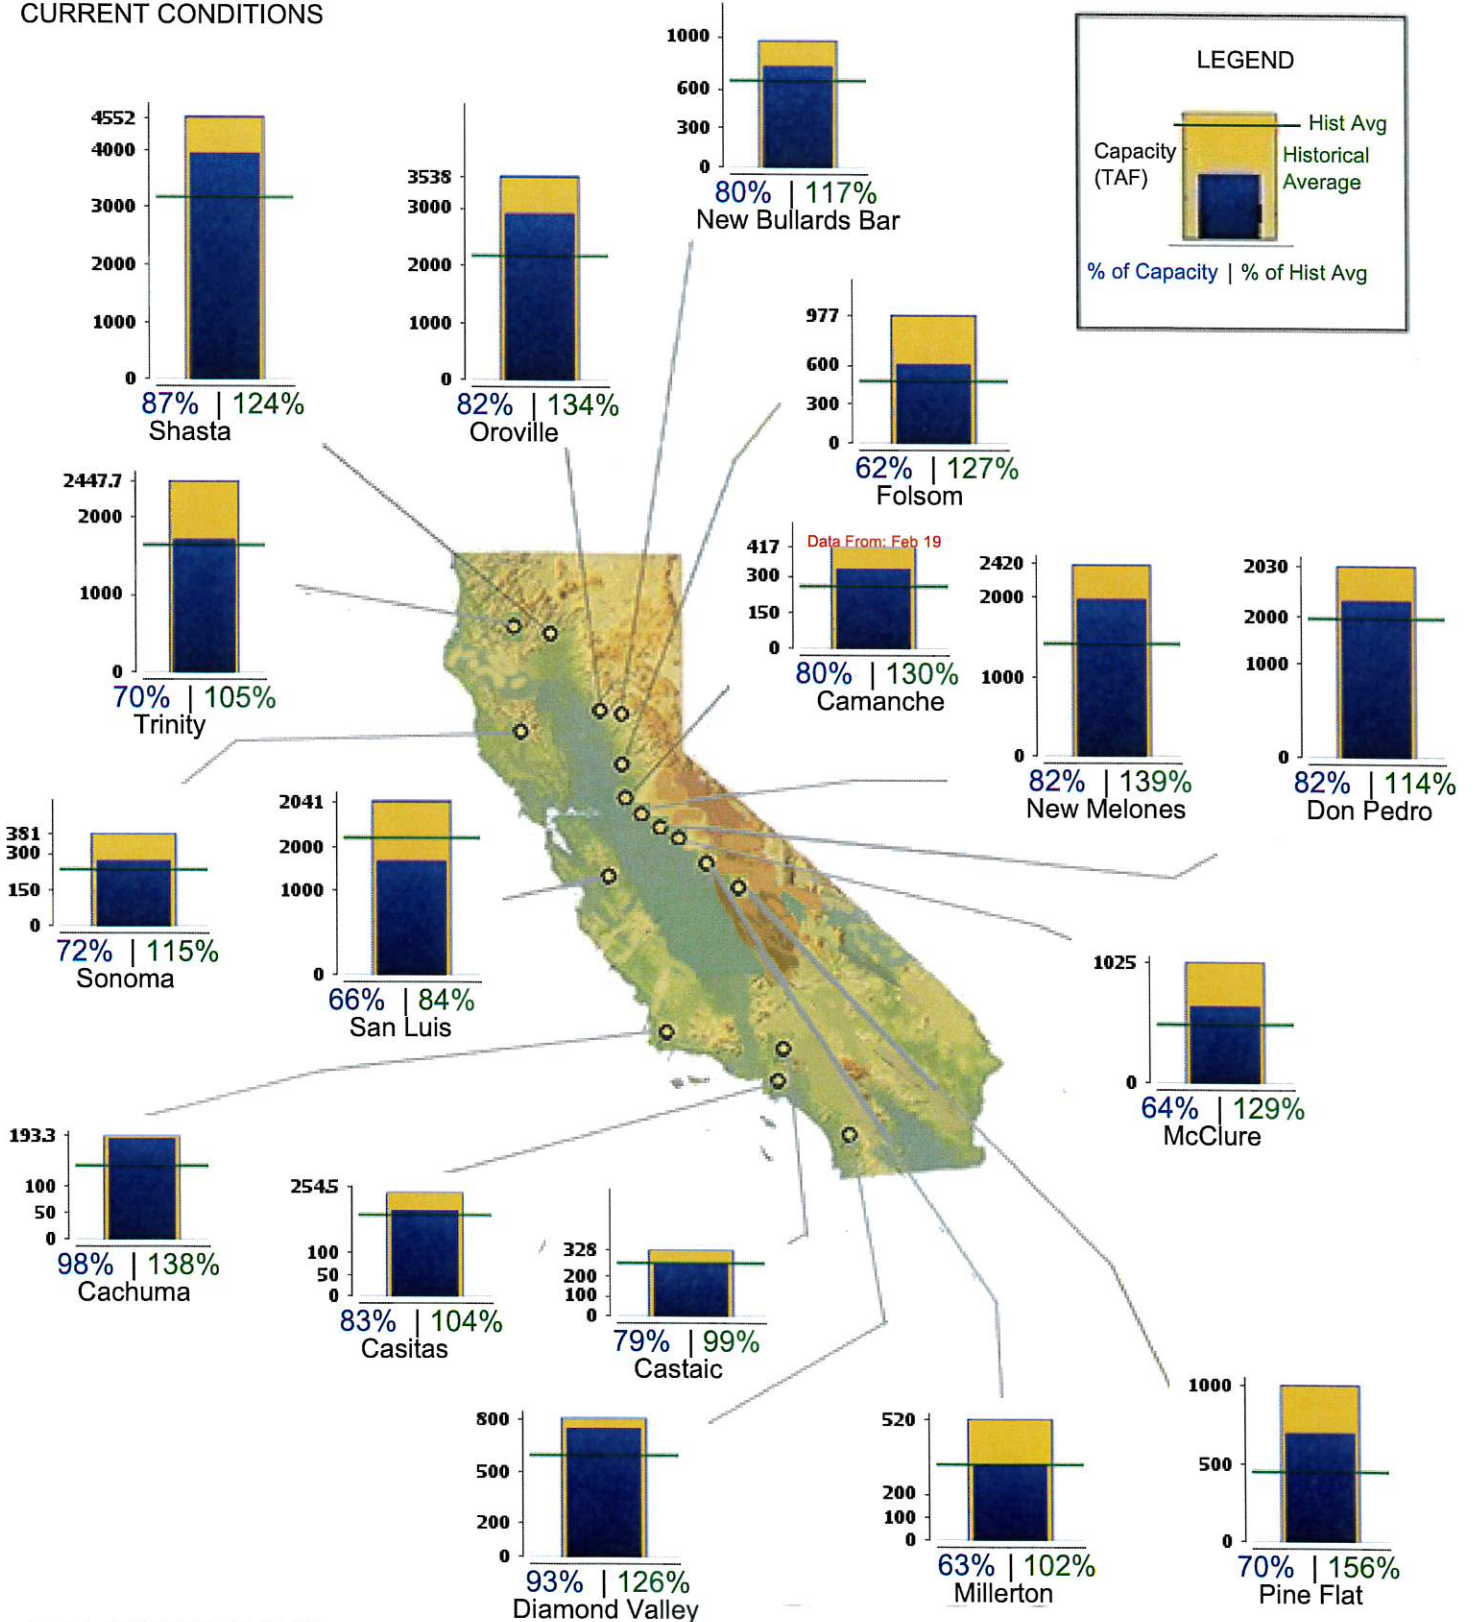 CURRENT CONDITIONS
1000
600
300
0
80% | 117%
New Bullards Bar
LEGEND
Hist Avg
Capacity
(TAF)
Historical
Average
% of Capacity | % of Hist Avg
4552
4000
3000
2000
1000
0
87% | 124%
Shasta
3538
3000
2000
1000
0
82% | 134%
Oroville
977
600
300
0
62% | 127%
Folsom
2447.7
2000
1000
0
70% | 105%
Trinity
417
Data From: Feb 19
300
150
0
80% | 130%
Camanche
2420
2000
1000
0
82% | 139%
New Melones
2030
2000
1000
0
82% | 114%
Don Pedro
381
300
150
0
72% | 115%
Sonoma
2041
2000
1000
0
66% | 84%
San Luis
1025
0
64% | 129%
McClure
193.3
100
50
0
98% | 138%
Cachuma
254.5
100
50
0
83% | 104%
Casitas
328
200
100
0
79% | 99%
Castaic
800
500
200
0
93% | 126%
Diamond Valley
520
200
100
0
63% | 102%
Millerton
1000
500
0
70% | 156%
Pine Flat